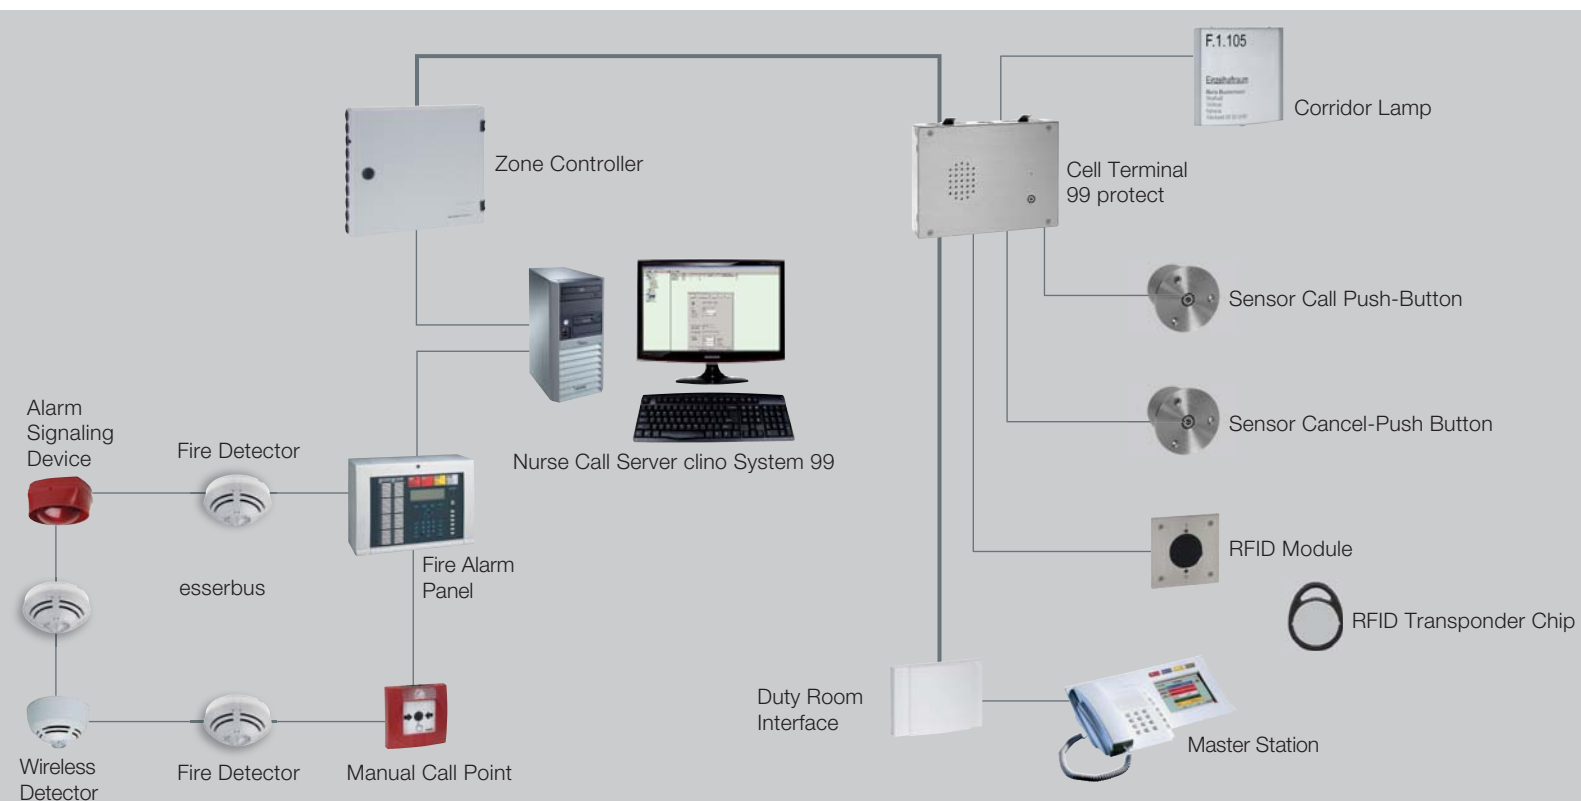 F.1.105
Einzelhaftraum
Corridor Lamp
Zone Controller
Cell Terminal
99 protect
Sensor Call Push-Button
Alarm
Signaling
Device
Fire Detector
Sensor Cancel-Push Button
Nurse Call Server clino System 99
Fire Alarm
Panel
esserbus
RFID Module
RFID Transponder Chip
Duty Room
Interface
Master Station
Wireless
Detector
Fire Detector
Manual Call Point